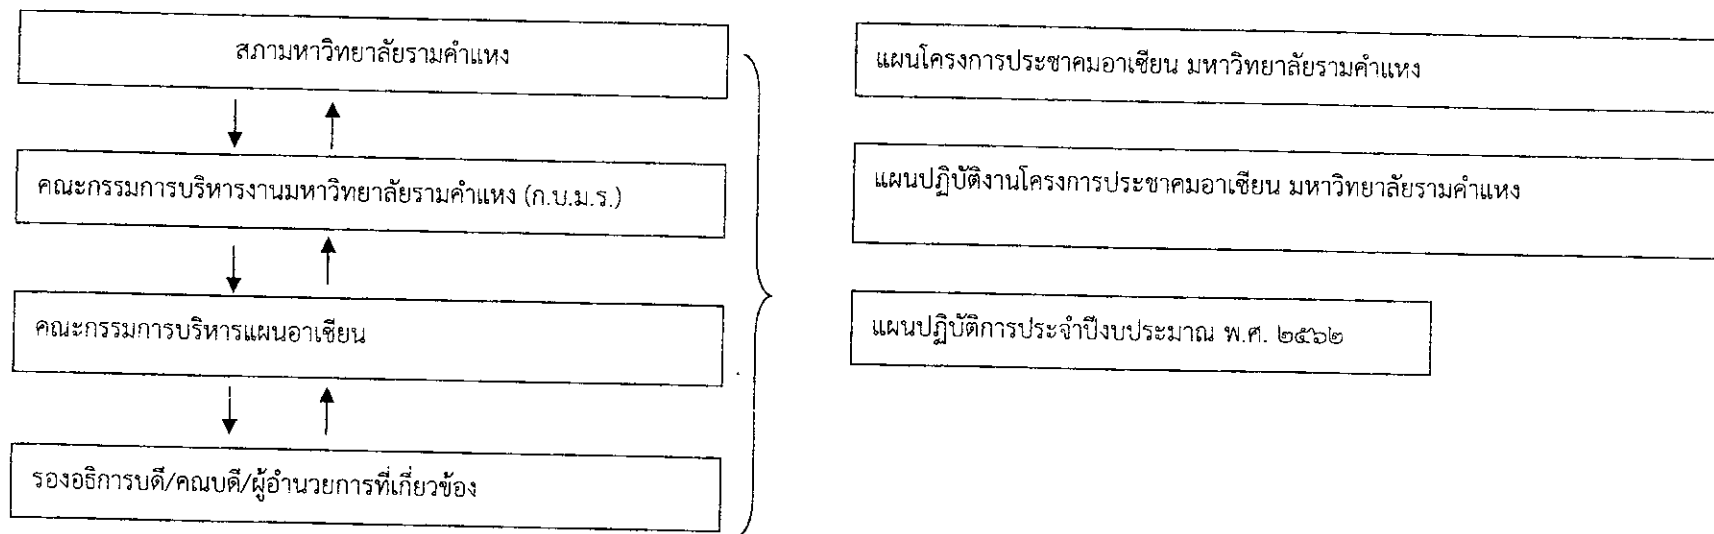 สภามหาวิทยาลัยรามคำแหง
คณะกรรมการบริหารงานมหาวิทยาลัยรามคำแหง (ก.บ.ม.ร.)
คณะกรรมการบริหารแผนอาเซียน
รองอธิการบดี/คณบดี/ผู้อำนวยการที่เกี่ยวข้อง
แผนโครงการประชาคมอาเซียน มหาวิทยาลัยรามคำแหง
แผนปฏิบัติงานโครงการประชาคมอาเซียน มหาวิทยาลัยรามคำแหง
แผนปฏิบัติการประจำปีงบประมาณ พ.ศ. ๒๕๖๒